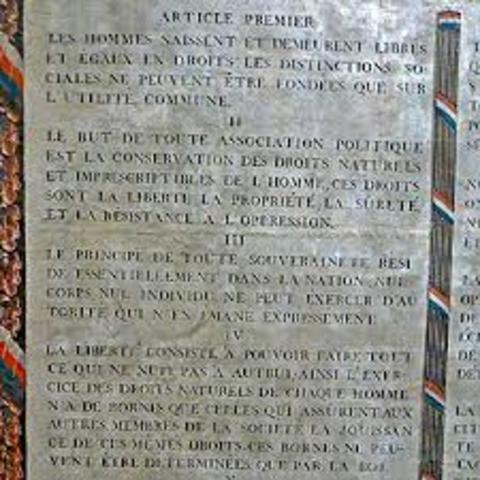 ARTICLE PREMIER
LES HOMMES NAISSENT ET DEMEURENT LIBRES
ET EGAUX EN DROITS LES DISTINCTIONS SO-
CIALES NE PEUVENT ÊTRE FONDÉES QUE SUR
L'UTILITÉ COMMUNE.
II
LE BUT DE TOUTE ASSOCIATION POLITIQUE
EST LA CONSERVATION DES DROITS NATURELS
ET IMPRESCRIPTIBLES DE L'HOMME, CES DROITS
SONT LA LIBERTE LA PROPRIÉTÉ, LA SÛRETÉ
ET LA RÉSISTANCE A L'OPPRESSION.
III
LE PRINCIPE DE TOUTE SOUVERAINETÉ RESI
DE ESSENTIELLEMENT DANS LA NATION, NUL
CORPS, NUL INDIVIDU NE PEUT EXERCER D'AU
TORITÉ QUI N'EN EMANE EXPRESSEMENT
IV
LA LIBERTÉ CONSISTE A POUVOIR FAIRE TOUT
CE QUI NE NUIT PAS A AUTRUI, AINSI L'EXER-
CICE DES DROITS NATURELS DE CHAQUE HOMME
N'A DE BORNES QUE CELLES QUI ASSURENT AUX
AUTRES MEMBRES DE LA SOCIÉTÉ LA JOUISSAN
CE DE CES MÊMES DROITS. CES BORNES NE PEU-
VENT ÊTRE DETERMINÉES QUE PAR LA LOI.